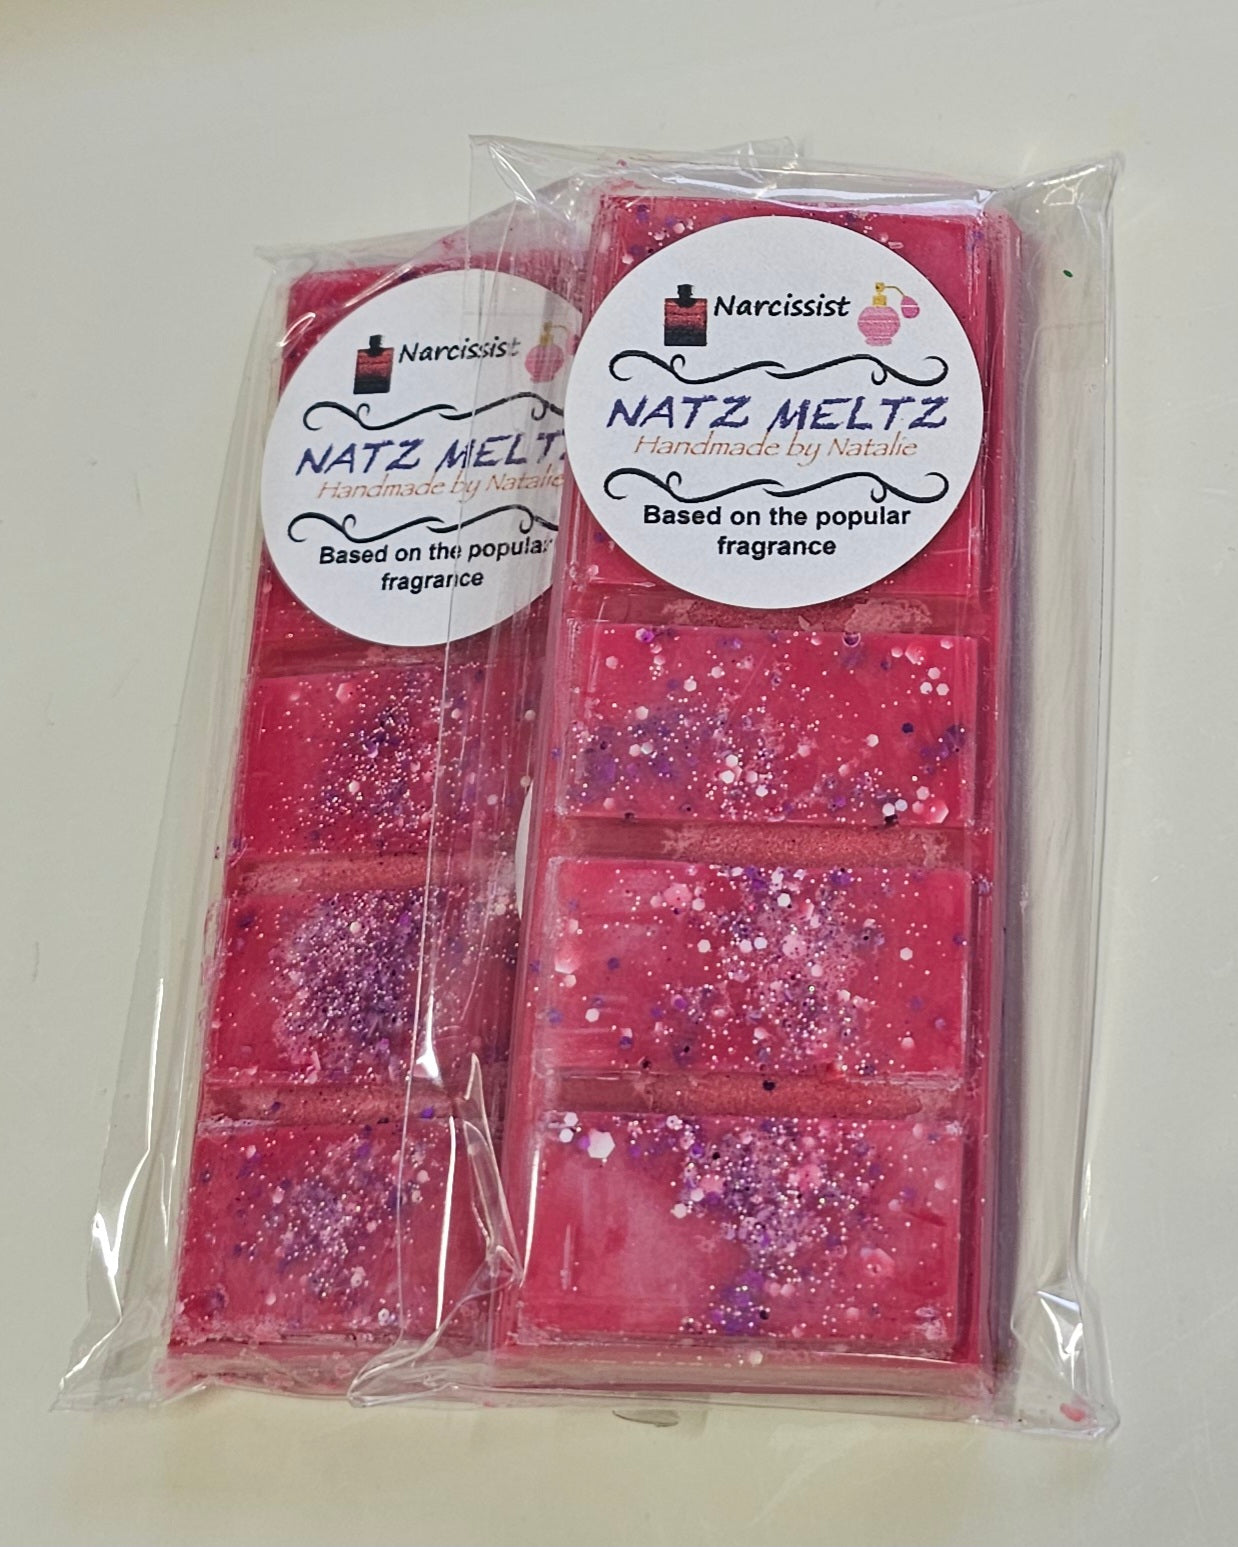 Narcissist
NATZ MELTZ
Handmade by Natalie
Based on the popular
fragrance
Narcissist
NATZ MELTZ
Handmade by Natalie
Based on the popular
fragrance